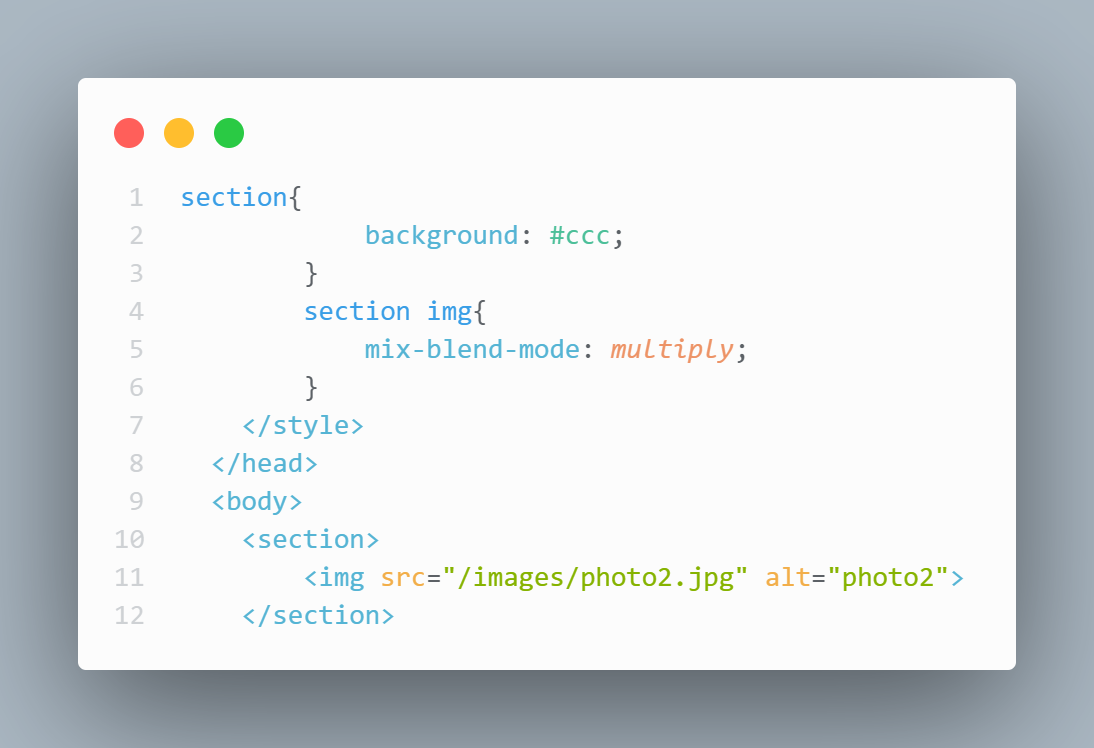 1 section{
2 background: #ccc;
3 }
4 section img{
5 mix-blend-mode: multiply;
6 }
7 </style>
8 </head>
9 <body>
10 <section>
11 <img src="/images/photo2.jpg" alt="photo2">
12 </section>